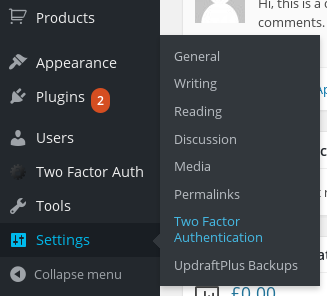 Products
Appearance
Plugins 2
Users
Two Factor Auth
Tools
Settings
Collapse menu
Hi, this is a
comments.
General
Writing
Reading
Discussion
Media
Permalinks
Two Factor
Authentication
UpdraftPlus Backups
£0.00